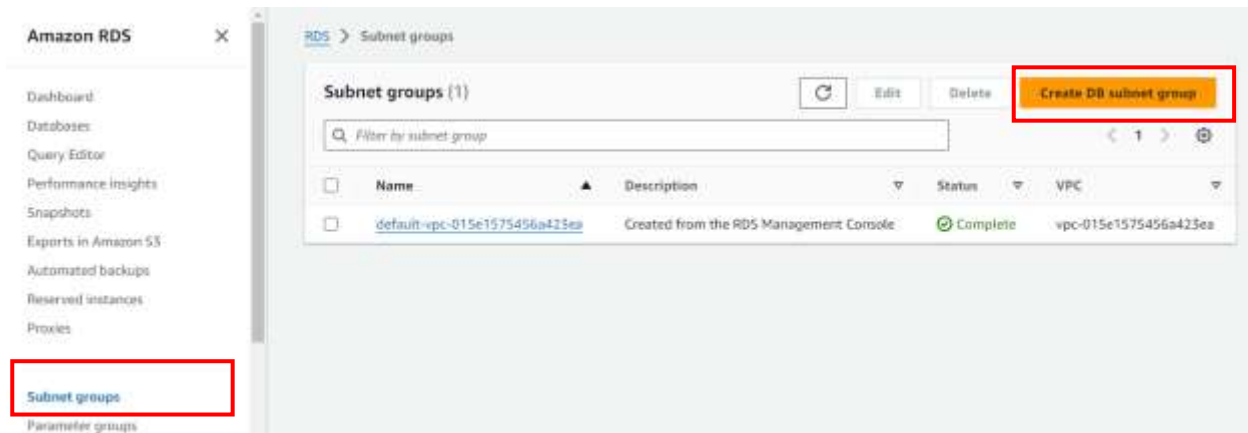 Amazon RDS
Dashboard
Databases
Query Editor
Performance insights
Snapshots
Exports in Amazon S3
Automated backups
Reserved instances
Proxies
Subnet groups
Parameter groups
RDS > Subnet groups
Subnet groups (1) Edit Delete Create DB subnet group
Filter by subnet group 1
Name Description Status VPC
default-vpc-015e1575456a423ea Created from the RDS Management Console Complete vpc-015e1575456a423ea